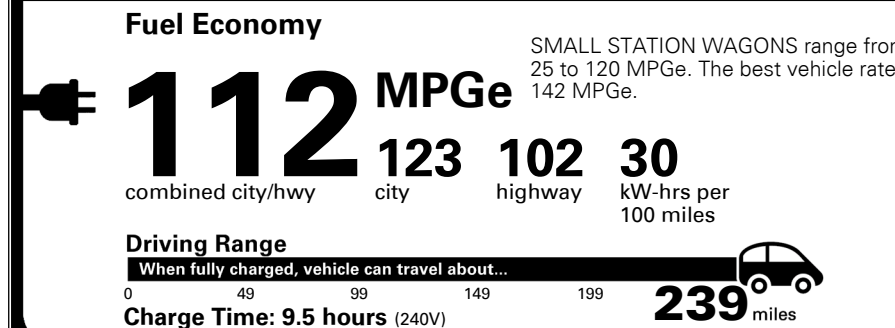 Fuel Economy
SMALL STATION WAGONS range from
25 to 120 MPGe. The best vehicle rate
142 MPGe.
112 MPGe
combined city/hwy
123 city
102 highway
30 kW-hrs per
100 miles
Driving Range
When fully charged, vehicle can travel about...
0 49 99 149 199 239 miles
Charge Time: 9.5 hours (240V)